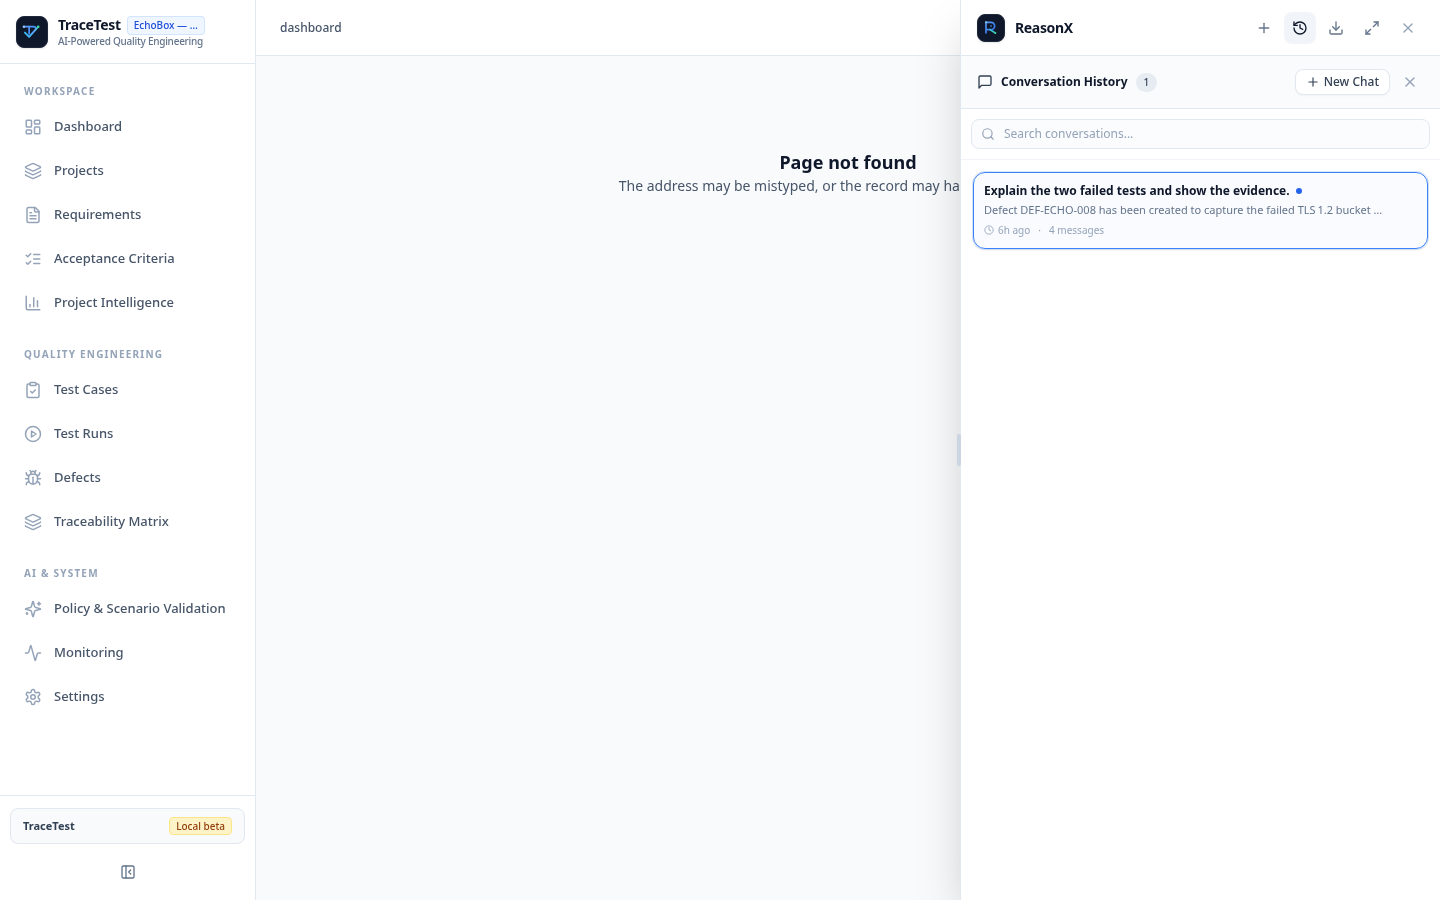 TraceTest
EchoBox — ...
AI-Powered Quality Engineering
WORKSPACE
Dashboard
Projects
Requirements
Acceptance Criteria
Project Intelligence
QUALITY ENGINEERING
Test Cases
Test Runs
Defects
Traceability Matrix
AI & SYSTEM
Policy & Scenario Validation
Monitoring
Settings
TraceTest
Local beta
dashboard
Page not found
The address may be mistyped, or the record may ha
ReasonX
Conversation History 1
New Chat
Search conversations...
Explain the two failed tests and show the evidence.
Defect DEF-ECHO-008 has been created to capture the failed TLS 1.2 bucket ...
6h ago · 4 messages